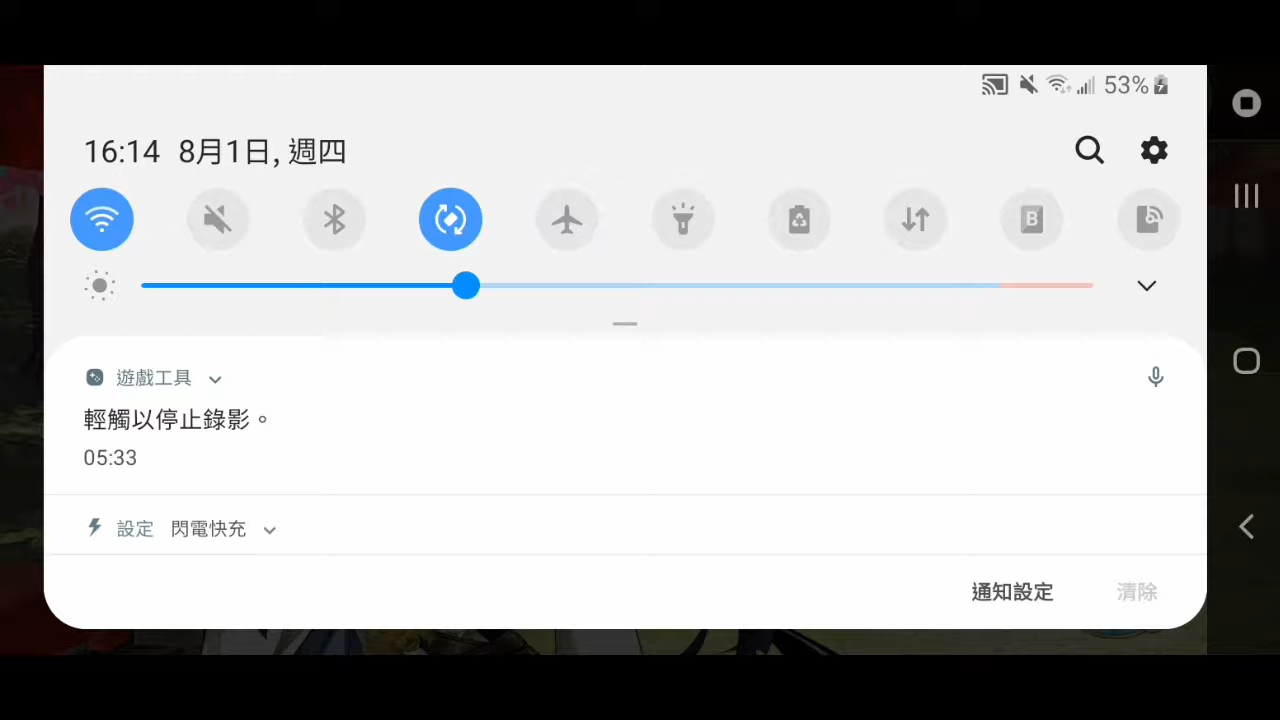 53%
16:14 8月1日, 週四
B
遊戲工具
輕觸以停止錄影。
05:33
設定 閃電快充
通知設定 清除